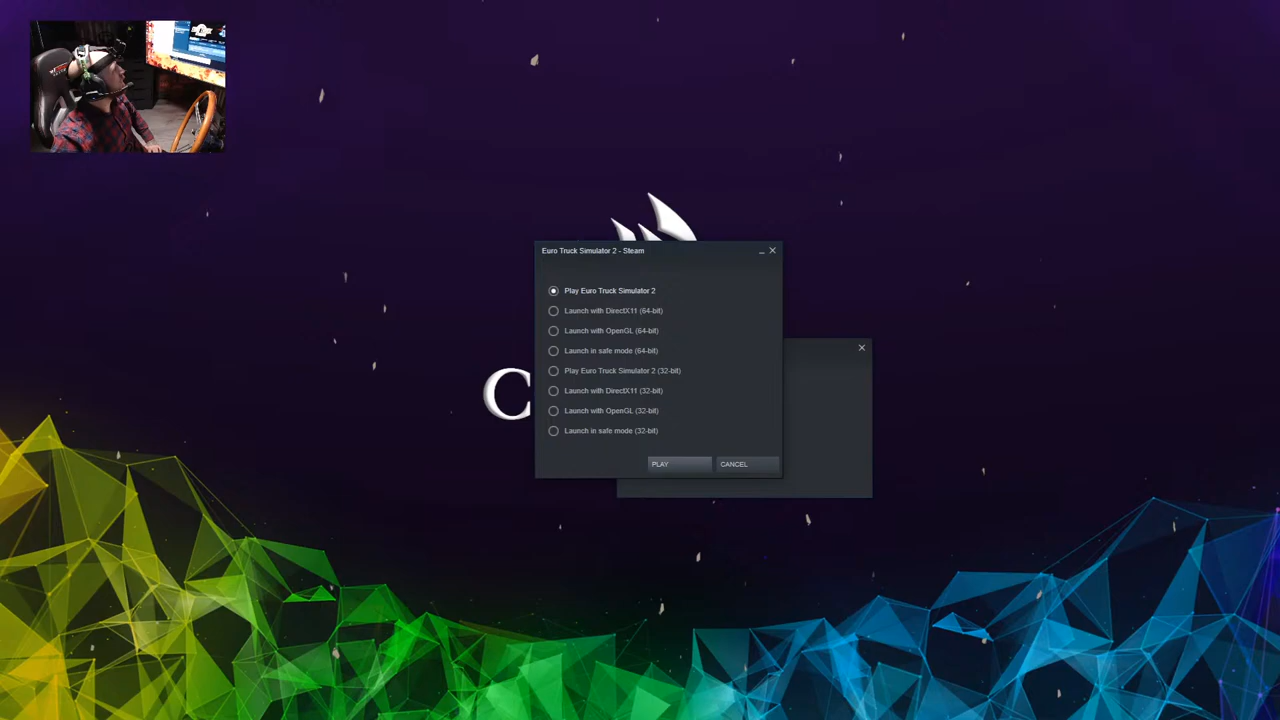 Euro Truck Simulator 2 - Steam
Play Euro Truck Simulator 2
Launch with DirectX11 (64-bit)
Launch with OpenGL (64-bit)
Launch in safe mode (64-bit)
Play Euro Truck Simulator 2 (32-bit)
Launch with DirectX11 (32-bit)
Launch with OpenGL (32-bit)
Launch in safe mode (32-bit)
C
PLAY
CANCEL